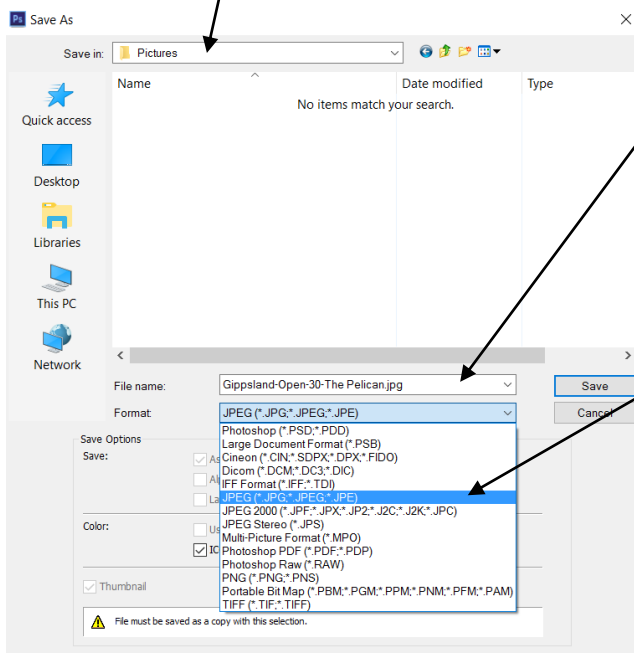 Ps Save As
Save in: Pictures
Name Date modified Type
No items match your search.
Quick access
Desktop
Libraries
This PC
Network
File name: Gippsland-Open-30-The Pelican.jpg Save
Format: JPEG (*.JPG;*.JPEG;*.JPE) Cancel
Photoshop (*.PSD;*.PDD)
Large Document Format (*.PSB)
Cineon (*.CIN;*.SDPX;*.DPX;*.FIDO)
Dicom (*.DCM;*.DC3;*.DIC)
IFF Format (*.IFF;*.TDI)
JPEG (*.JPG;*.JPEG;*.JPE)
JPEG 2000 (*.JPF;*.JPX;*.JP2;*.J2C;*.J2K;*.JPC)
JPEG Stereo (*.JPS)
Multi-Picture Format (*.MPO)
Photoshop PDF (*.PDF;*.PDP)
Photoshop Raw (*.RAW)
PNG (*.PNG;*.PNS)
Portable Bit Map (*.PBM;*.PGM;*.PPM;*.PNM;*.PFM;*.PAM)
TIFF (*.TIF;*.TIFF)
Save Options
Save:
Color:
Thumbnail
File must be saved as a copy with this selection.